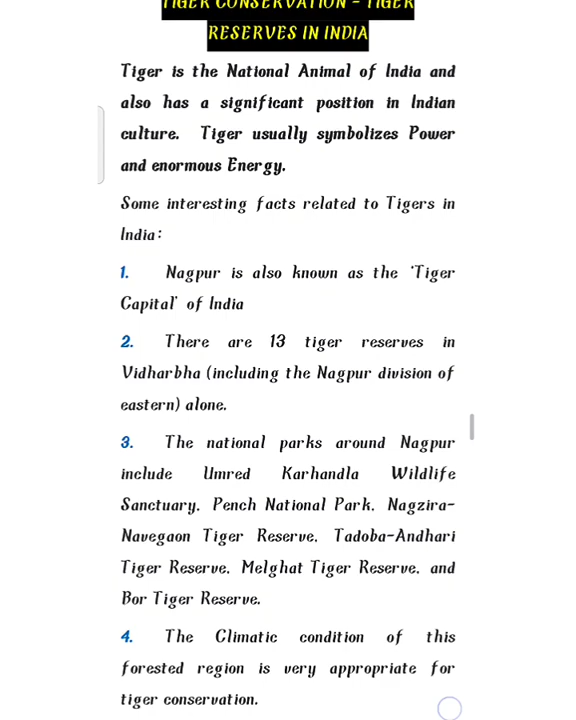 TIGER CONSERVATION – TIGER
RESERVES IN INDIA
Tiger is the National Animal of India and
also has a significant position in Indian
culture. Tiger usually symbolizes Power
and enormous Energy.
Some interesting facts related to Tigers in
India:
1. Nagpur is also known as the 'Tiger
Capital' of India
2. There are 13 tiger reserves in
Vidharbha (including the Nagpur division of
eastern) alone.
3. The national parks around Nagpur
include Umred Karhandla Wildlife
Sanctuary, Pench National Park, Nagzira-
Navegaon Tiger Reserve, Tadoba-Andhari
Tiger Reserve, Melghat Tiger Reserve, and
Bor Tiger Reserve.
4. The Climatic condition of this
forested region is very appropriate for
tiger conservation.